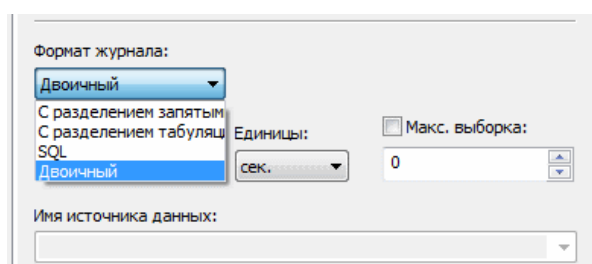 Формат журнала:
Двоичный
С разделением запятым
С разделением табуляц
SQL
Двоичный
Единицы:
Макс. выборка:
сек.
0
Имя источника данных: